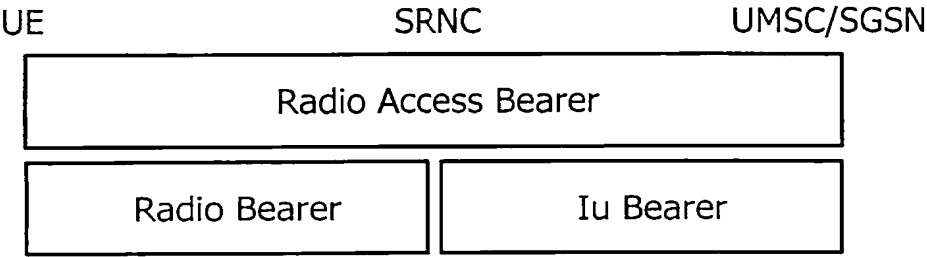 UE SRNC UMSC/SGSN
Radio Access Bearer
Radio Bearer Iu Bearer